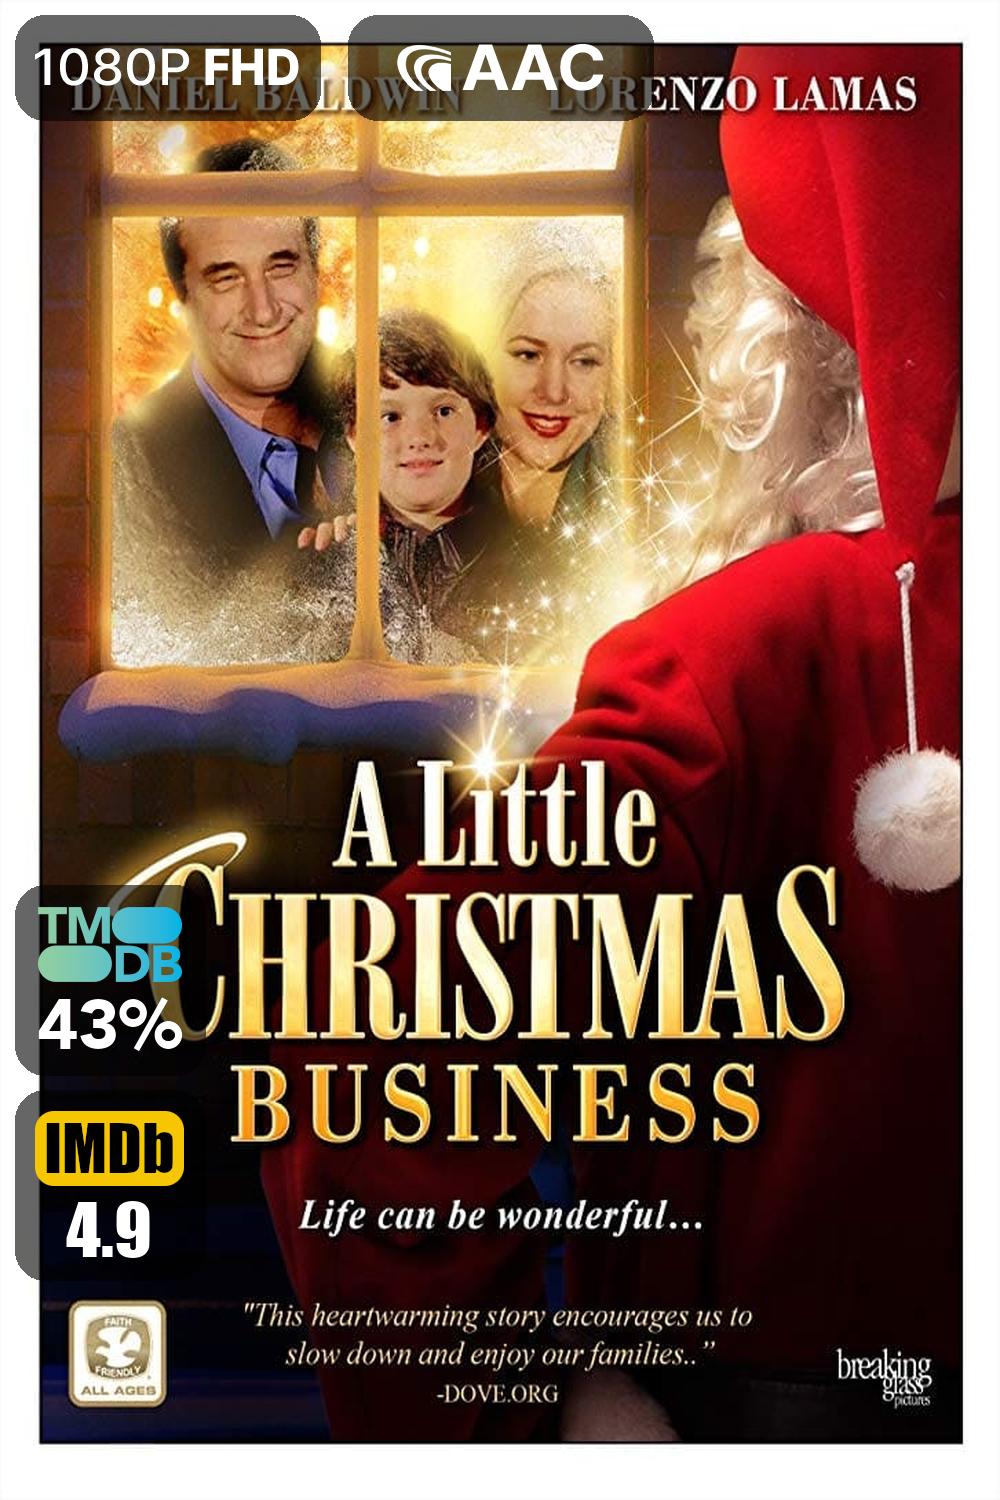 1080P FHD
AAC
DANIEL BALDWIN
LORENZO LAMAS
A Little
CHRISTMAS
BUSINESS
TMDB
43%
IMDb
4.9
Life can be wonderful...
"This heartwarming story encourages us to
slow down and enjoy our families..”
-DOVE.ORG
FAITH
FRIENDLY
ALL AGES
breaking
glass
pictures